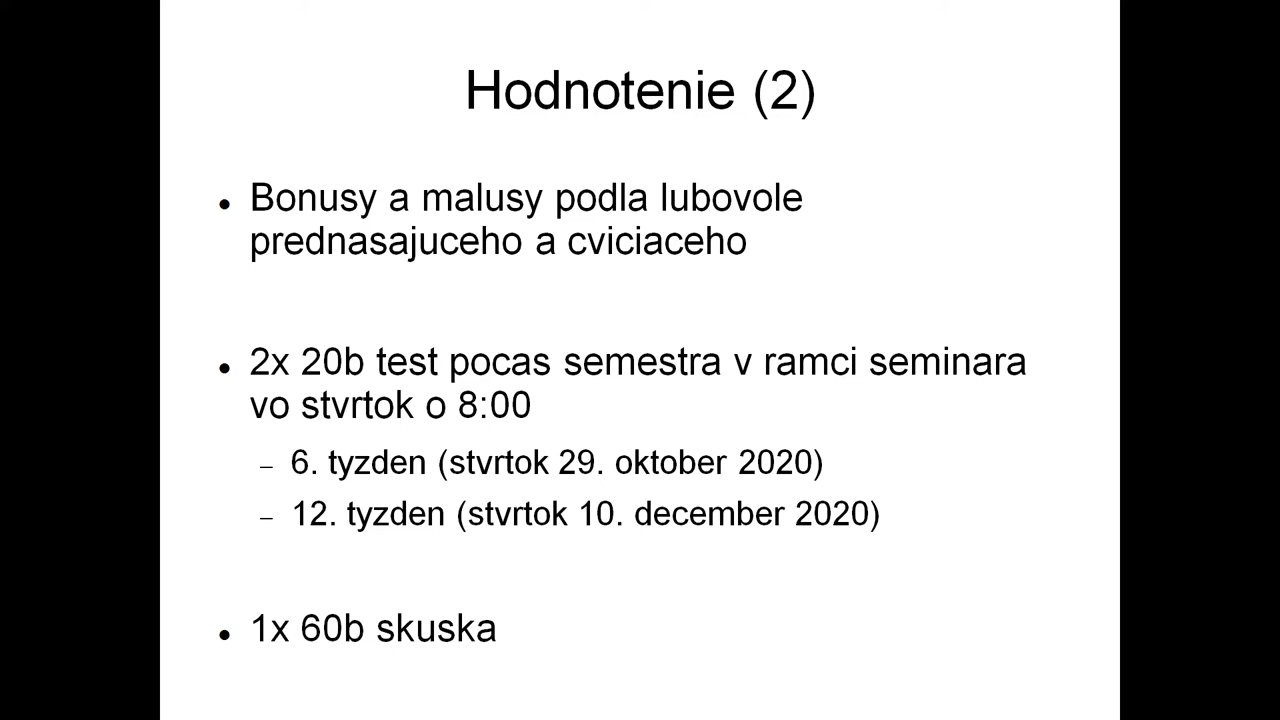 Hodnotenie (2)
● Bonusy a malusy podla lubovole
prednasajuceho a cviciaceho
● 2x 20b test pocas semestra v ramci seminara
vo stvrtok o 8:00
– 6. tyzden (stvrtok 29. oktober 2020)
– 12. tyzden (stvrtok 10. december 2020)
● 1x 60b skuska